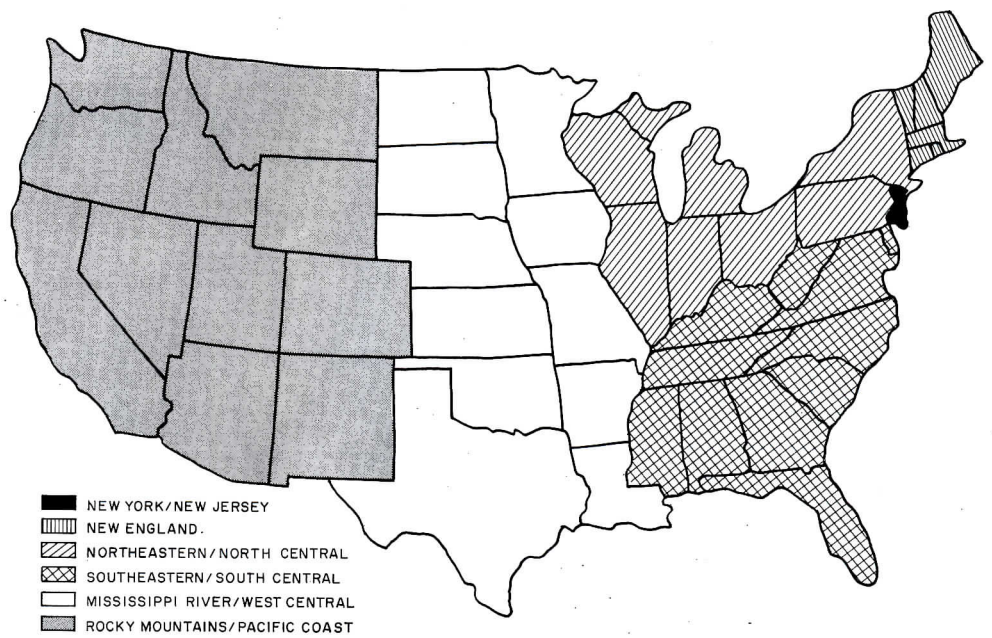 NEW YORK/NEW JERSEY
NEW ENGLAND.
NORTHEASTERN/NORTH CENTRAL
SOUTHEASTERN/SOUTH CENTRAL
MISSISSIPPI RIVER/WEST CENTRAL
ROCKY MOUNTAINS/PACIFIC COAST